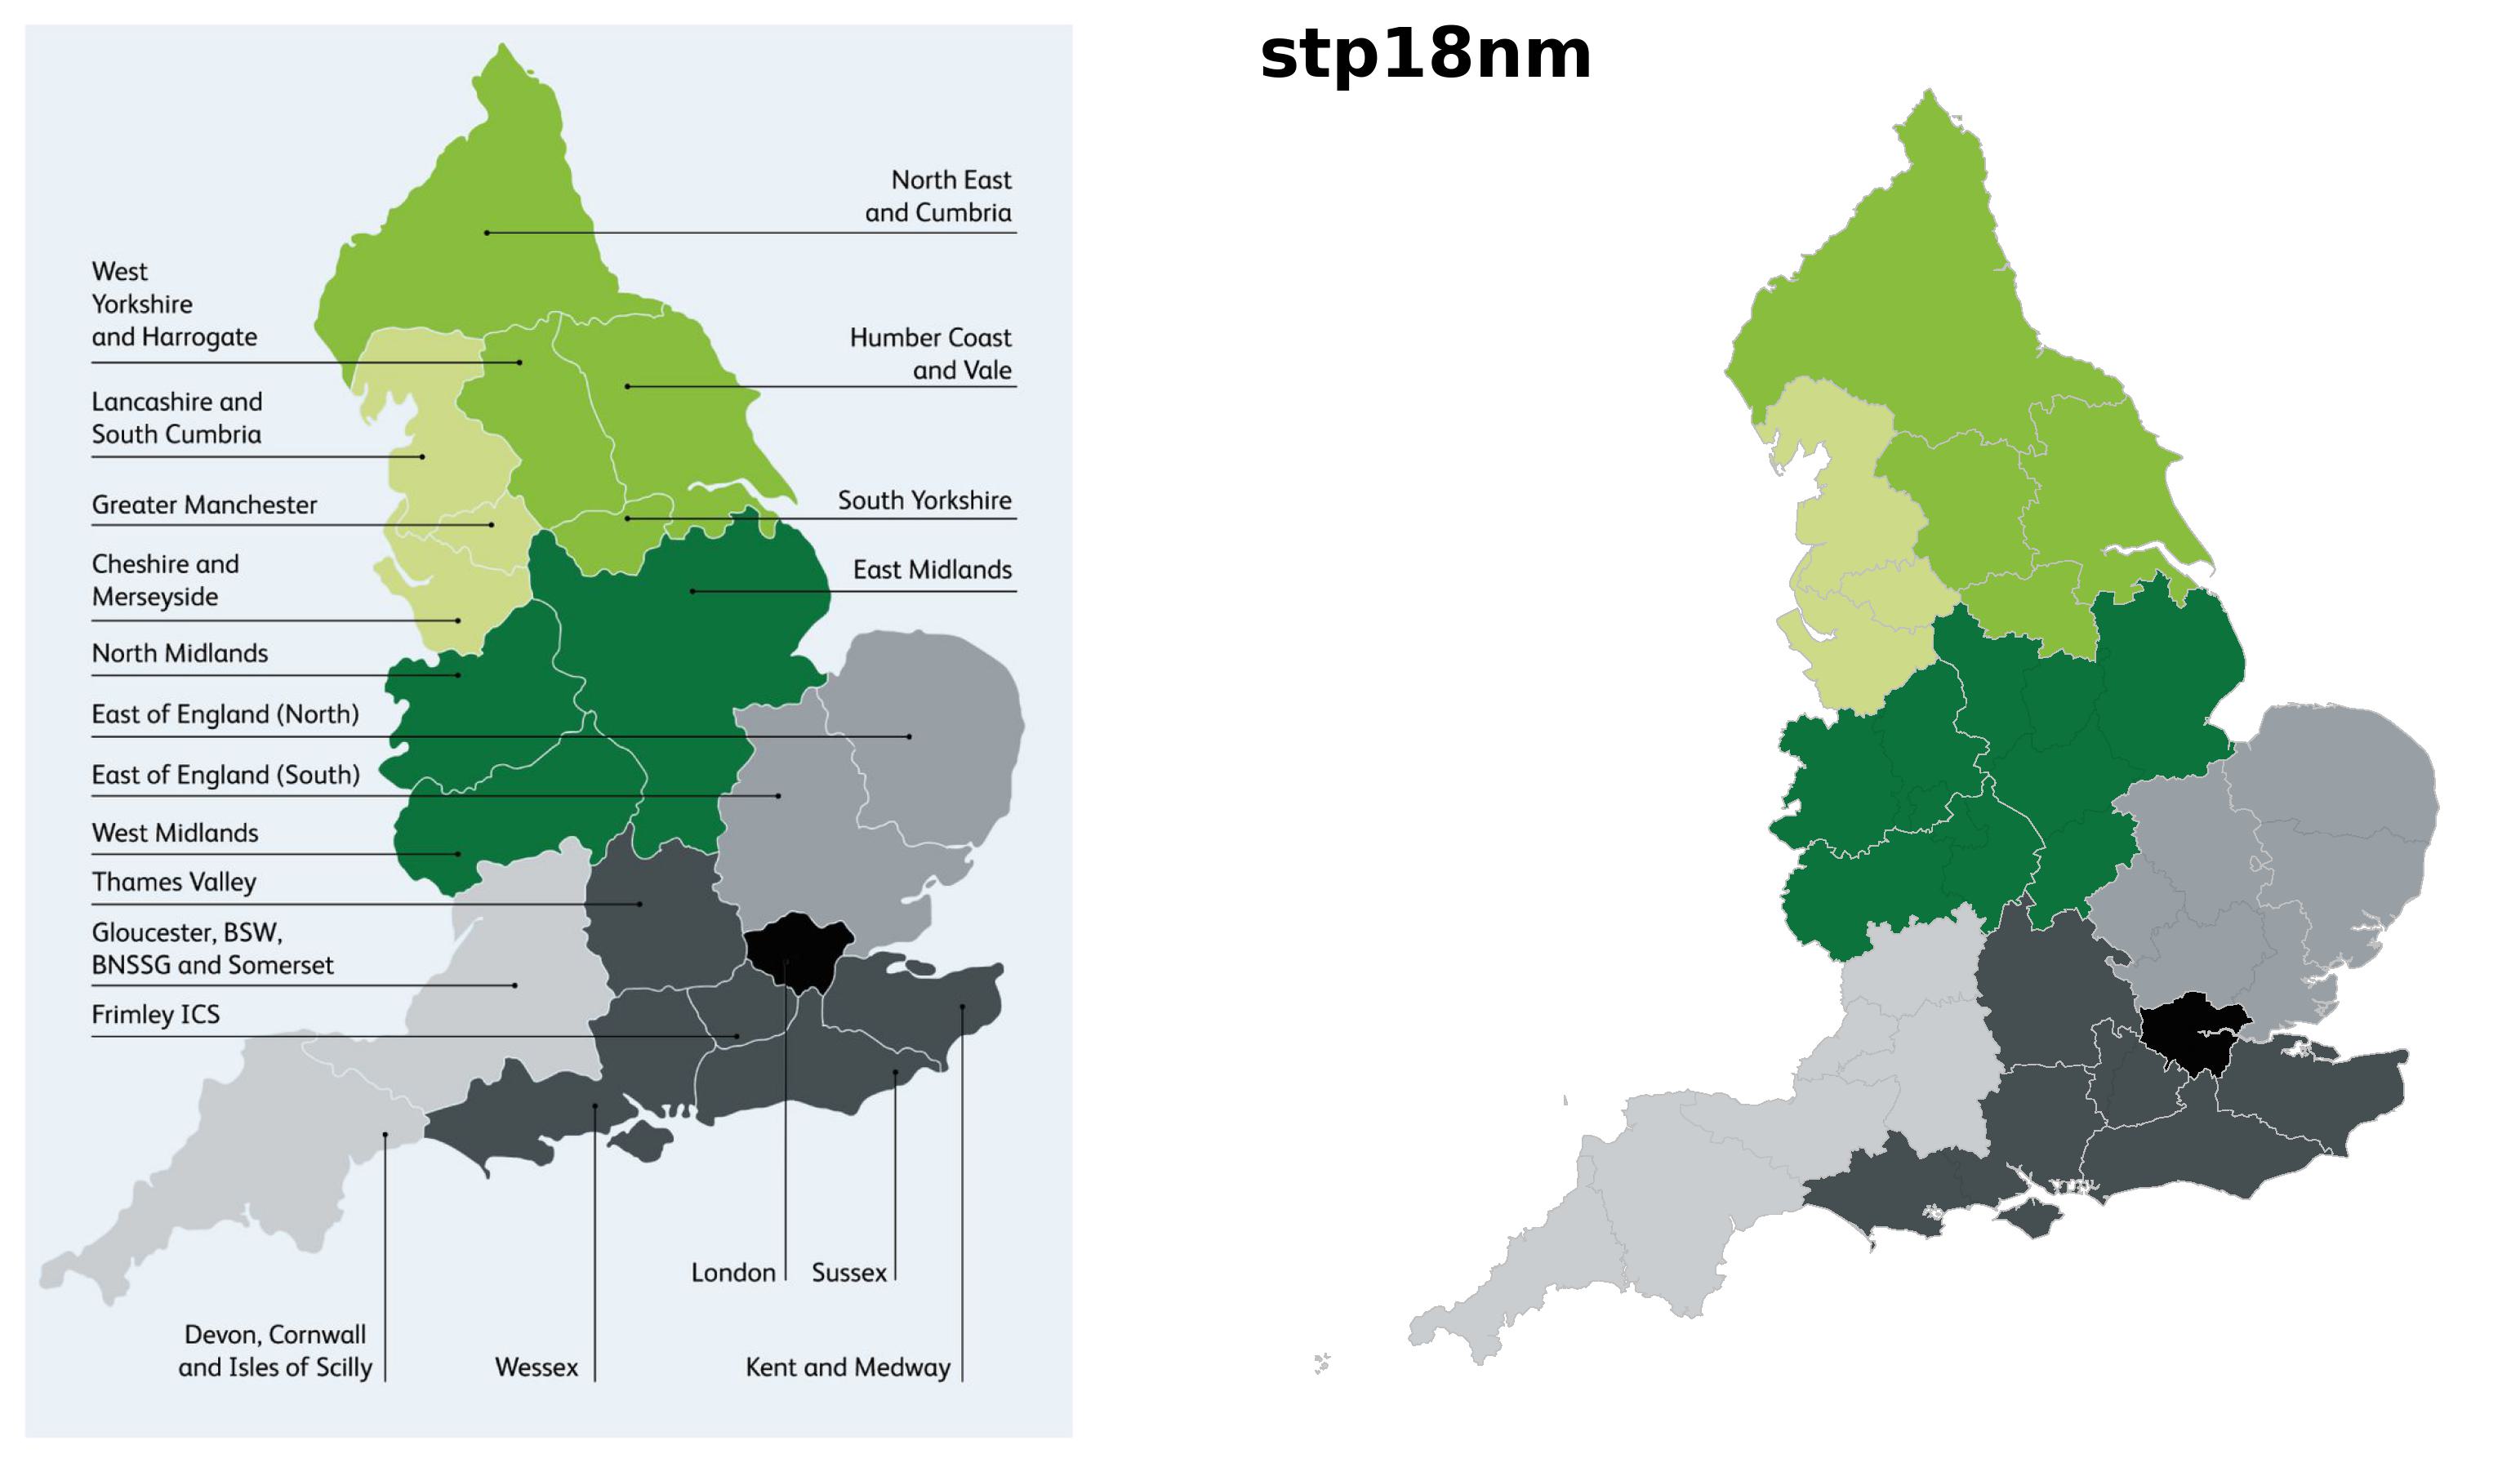 stp18nm
North East
and Cumbria
West
Yorkshire
and Harrogate
Humber Coast
and Vale
Lancashire and
South Cumbria
Greater Manchester
South Yorkshire
Cheshire and
Merseyside
East Midlands
North Midlands
East of England (North)
East of England (South)
West Midlands
Thames Valley
Gloucester, BSW,
BNSSG and Somerset
Frimley ICS
London
Sussex
Devon, Cornwall
and Isles of Scilly
Wessex
Kent and Medway